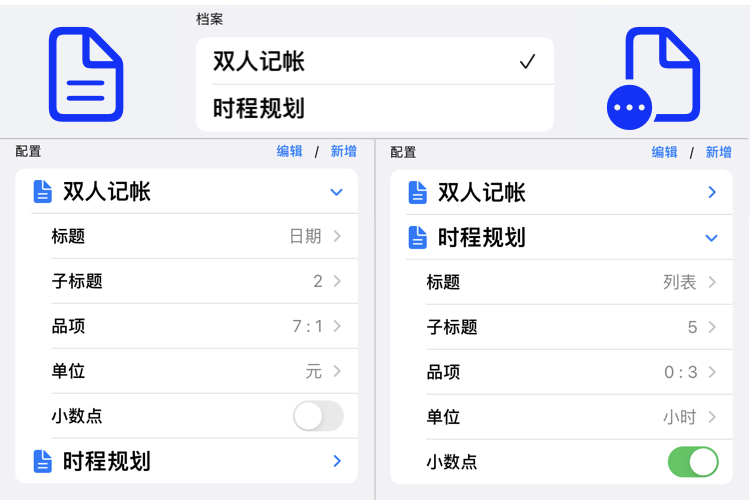 档案
双人记帐
时程规划
配置 编辑 / 新增
双人记帐
标题 日期
子标题 2
品项 7 : 1
单位 元
小数点
时程规划
配置 编辑 / 新增
双人记帐
时程规划
标题 列表
子标题 5
品项 0 : 3
单位 小时
小数点